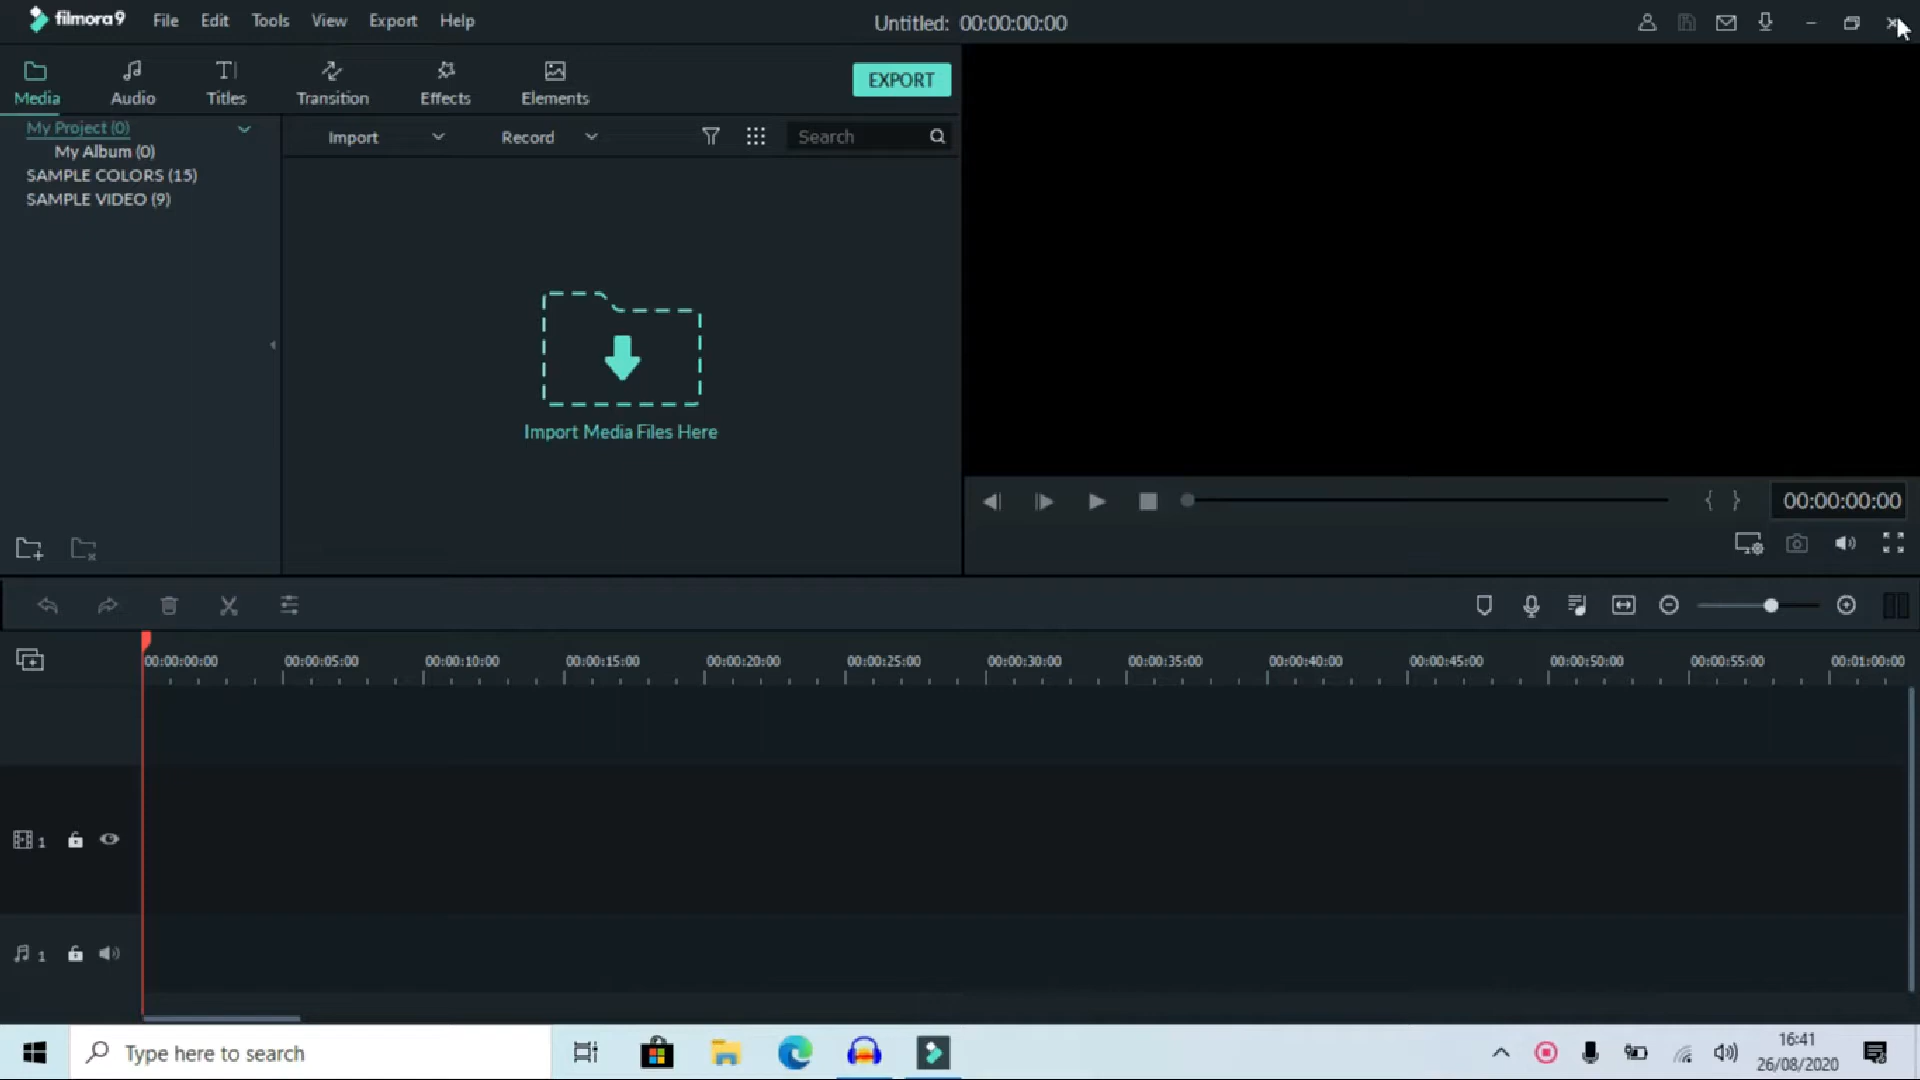 filmora9 File Edit Tools View Export Help
Untitled: 00:00:00:00
Media Audio Titles Transition Effects Elements
EXPORT
My Project (0)
My Album (0)
SAMPLE COLORS (15)
SAMPLE VIDEO (9)
Import Record Search
Import Media Files Here
00:00:00:00
00:00:00:00 00:00:05:00 00:00:10:00 00:00:15:00 00:00:20:00 00:00:25:00 00:00:30:00 00:00:35:00 00:00:40:00 00:00:45:00 00:00:50:00 00:00:55:00 00:01:00:00
1
1
Type here to search
16:41
26/08/2020